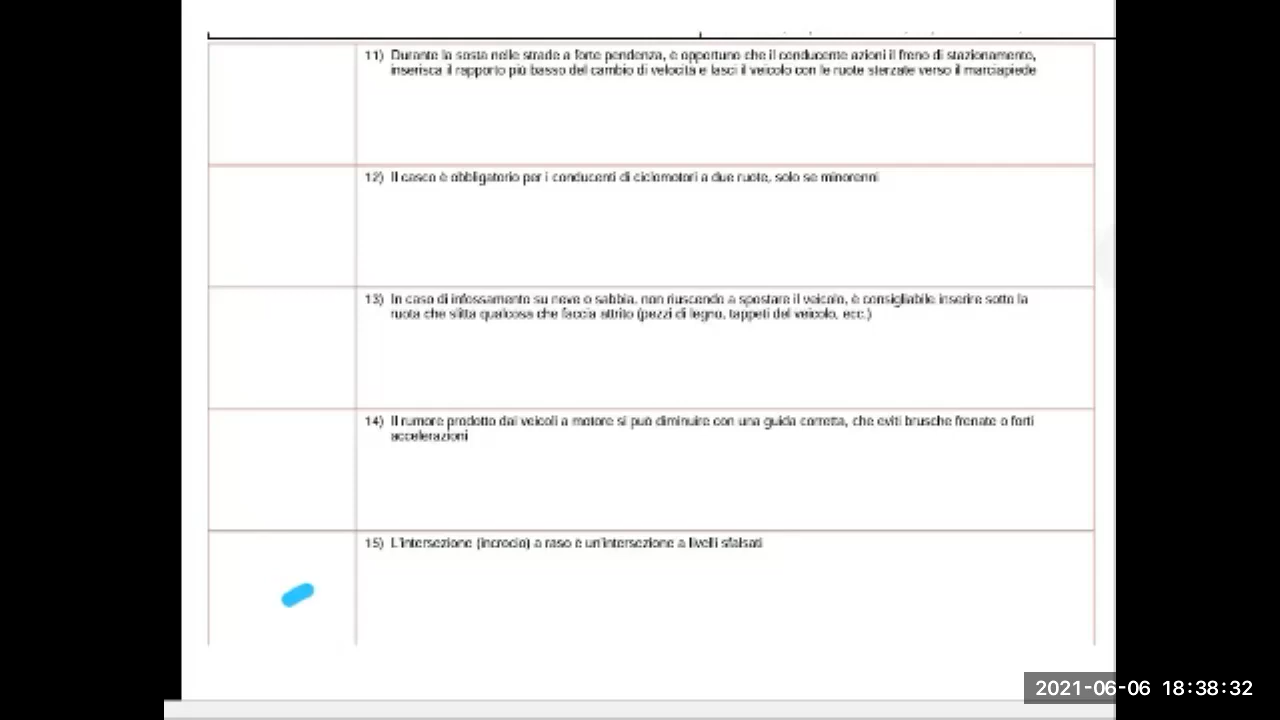 11) Durante la sosta nelle strade a forte pendenza, è opportuno che il conducente azioni il freno di stazionamento,
inserisca il rapporto più basso del cambio di velocità e lasci il veicolo con le ruote sterzate verso il marciapiede
12) Il casco è obbligatorio per i conducenti di ciclomotori a due ruote, solo se minorenni
13) In caso di infossamento su neve o sabbia, non riuscendo a spostare il veicolo, è consigliabile inserire sotto la
ruota che slitta qualcosa che faccia attrito (pezzi di legno, tappeti del veicolo, ecc.)
14) Il rumore prodotto dai veicoli a motore si può diminuire con una guida corretta, che eviti brusche frenate o forti
accelerazioni
15) L'intersezione (incrocio) a raso è un'intersezione a livelli sfalsati
2021-06-06 18:38:32